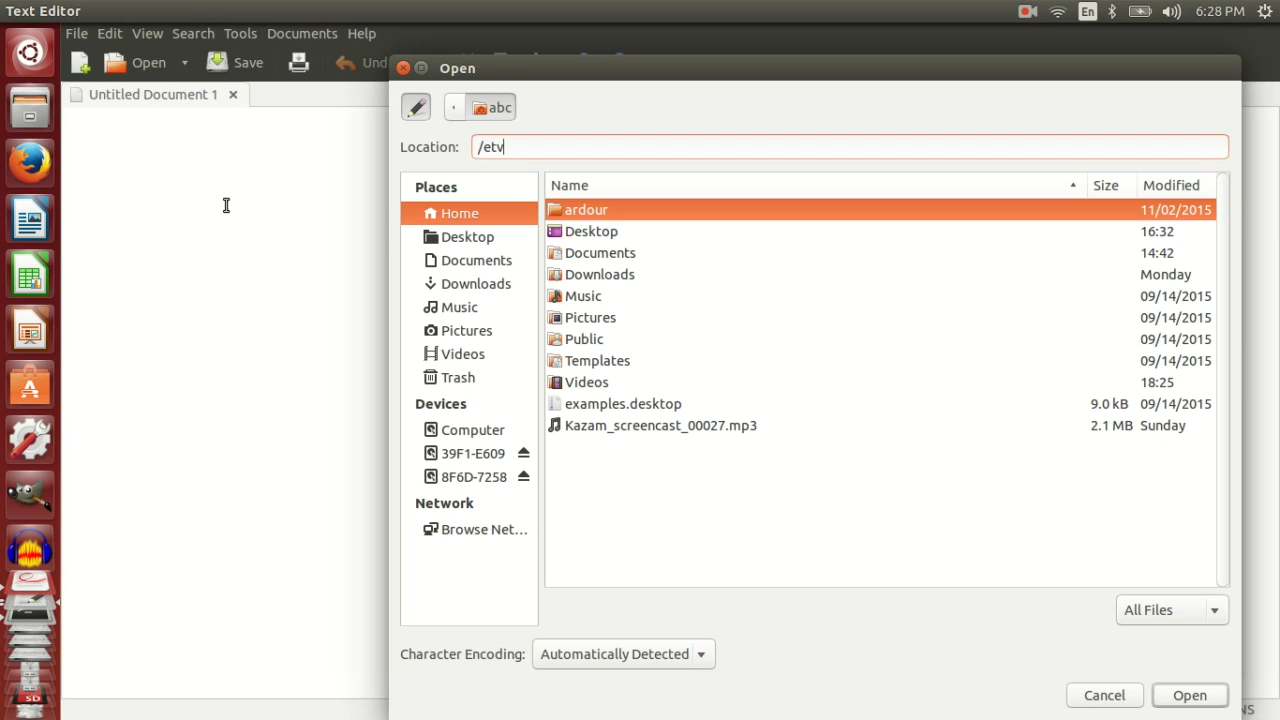 Text Editor
En
6:28 PM
File Edit View Search Tools Documents Help
Open Save Und
Untitled Document 1
Open
abc
Location: /etv
Places
Home
Desktop
Documents
Downloads
Music
Pictures
Videos
Trash
Devices
Computer
39F1-E609
8F6D-7258
Network
Browse Net...
Name Size Modified
ardour 11/02/2015
Desktop 16:32
Documents 14:42
Downloads Monday
Music 09/14/2015
Pictures 09/14/2015
Public 09/14/2015
Templates 09/14/2015
Videos 18:25
examples.desktop 9.0 kB 09/14/2015
Kazam_screencast_00027.mp3 2.1 MB Sunday
All Files
Character Encoding: Automatically Detected
Cancel Open
NS
SD